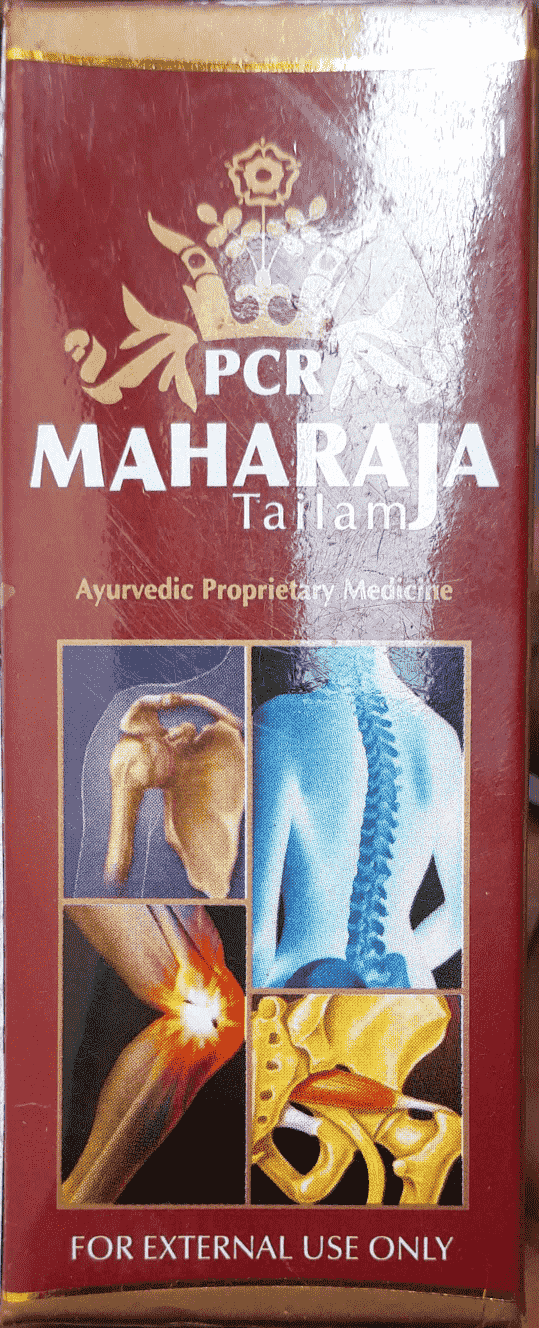 PCR
MAHARAJA
Tailam
Ayurvedic Proprietary Medicine
FOR EXTERNAL USE ONLY